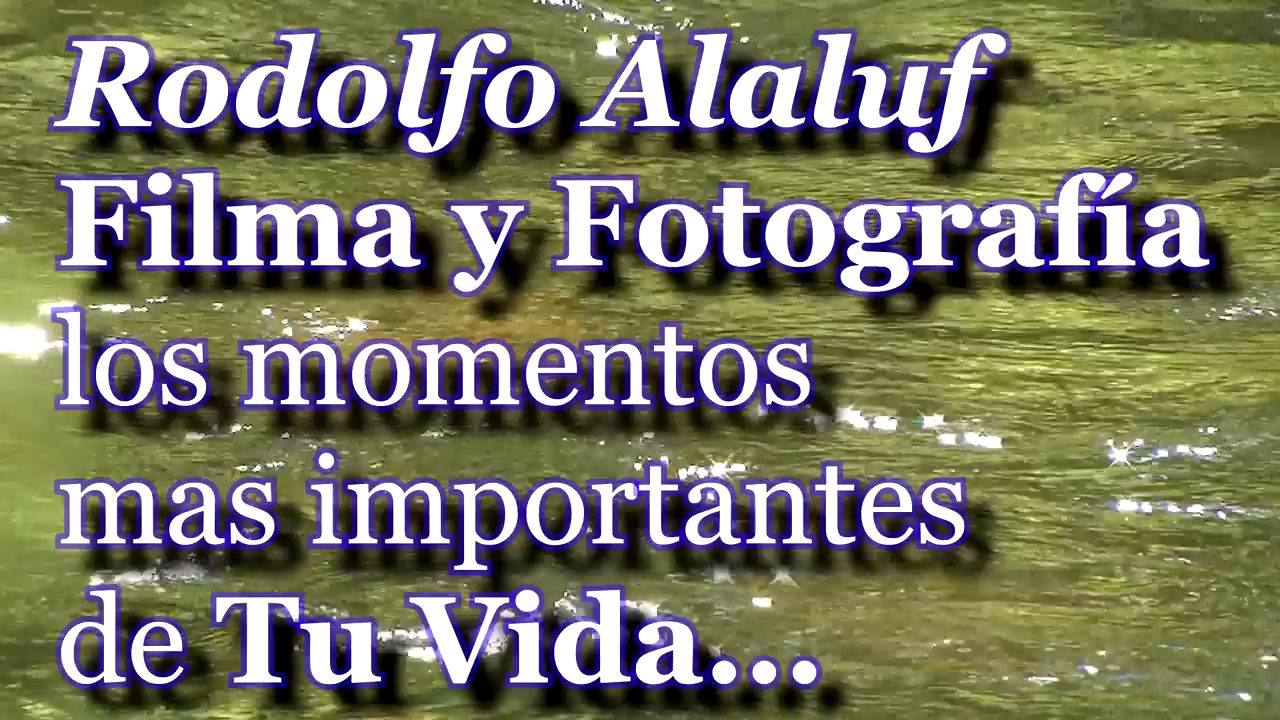 Rodolfo Alaluf
Filma y Fotografía
los momentos
mas importantes
de Tu Vida...